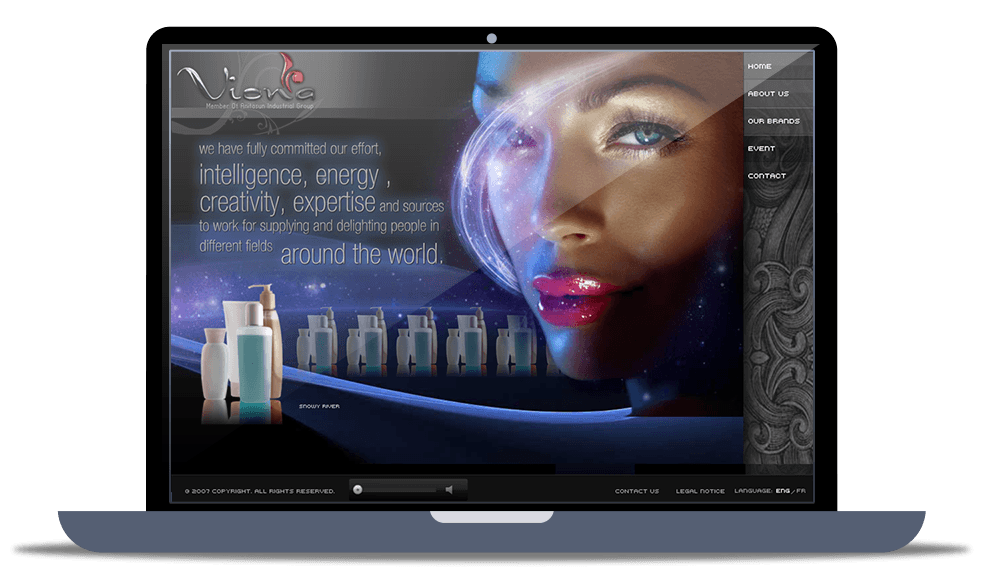 Viona
Member Of Avrazun Industrial Group
HOME
ABOUT US
OUR BRANDS
EVENT
CONTACT
we have fully committed our effort,
intelligence, energy ,
creativity, expertise and sources
to work for supplying and delighting people in
different fields around the world.
SNOWY RIVER
© 2007 COPYRIGHT. ALL RIGHTS RESERVED.
CONTACT US
LEGAL NOTICE
LANGUAGE: ENG / FR